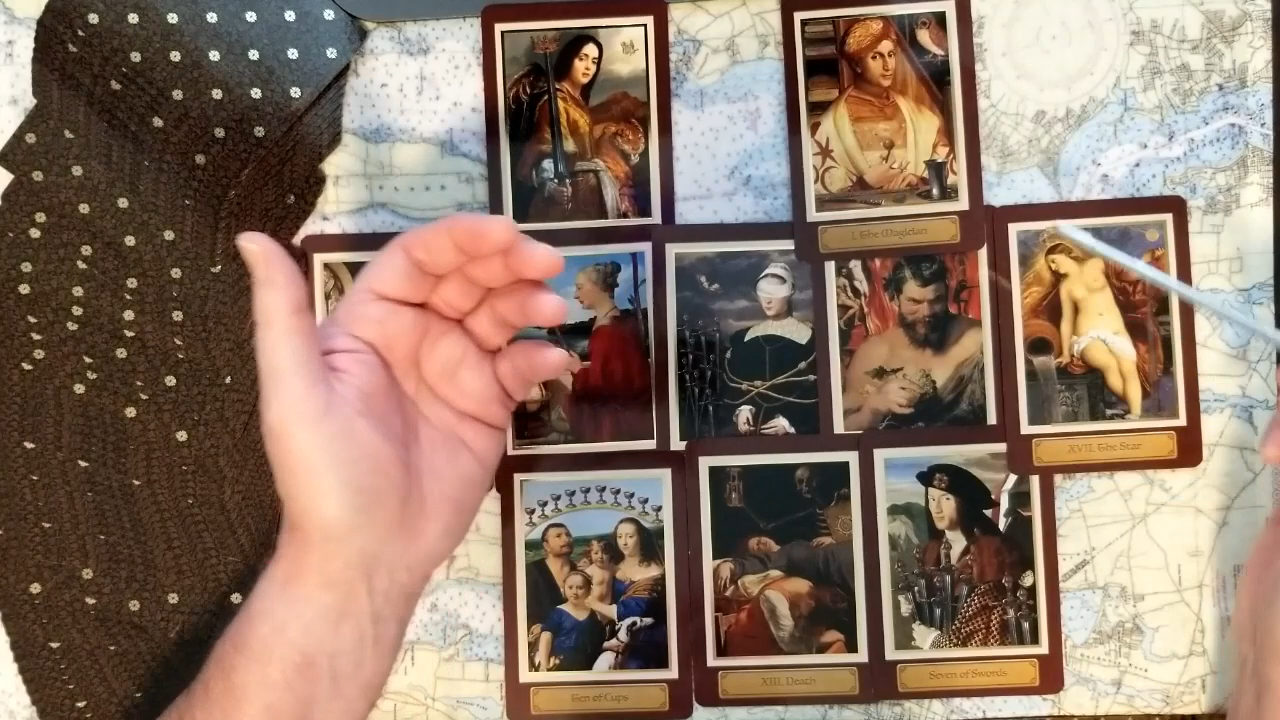 I. The Magician
XVII. The Star
Ten of Cups
XIII. Death
Seven of Swords